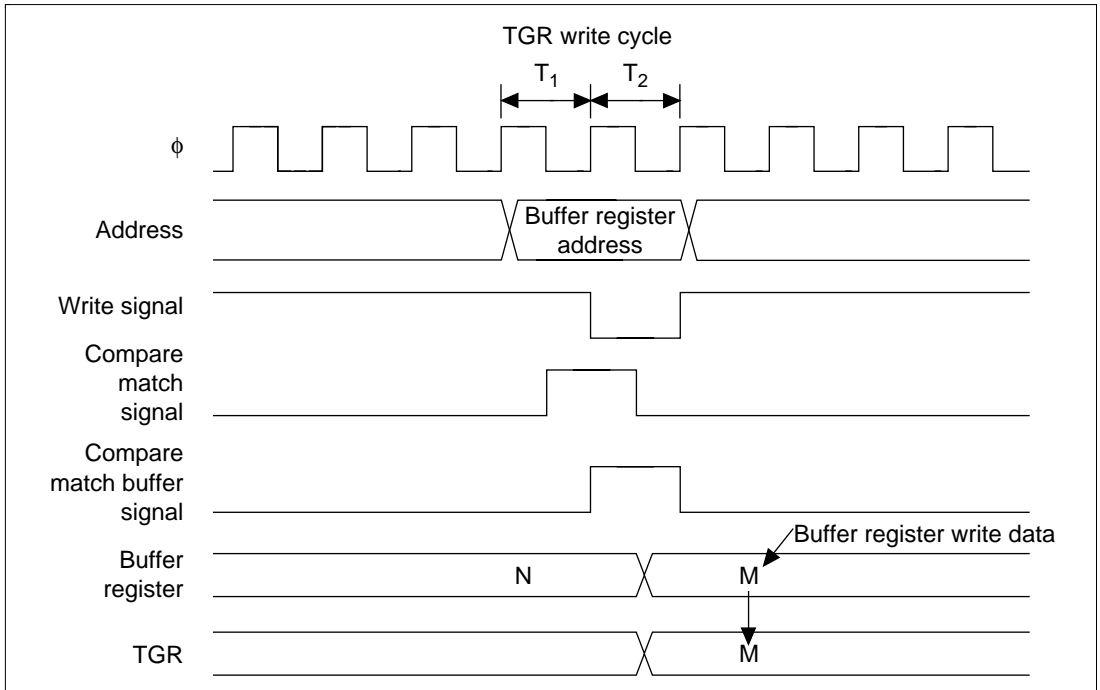 TGR write cycle
T1 T2
ϕ
Address
Buffer register
address
Write signal
Compare
match
signal
Compare
match buffer
signal
Buffer register write data
Buffer
register
N M
TGR
M